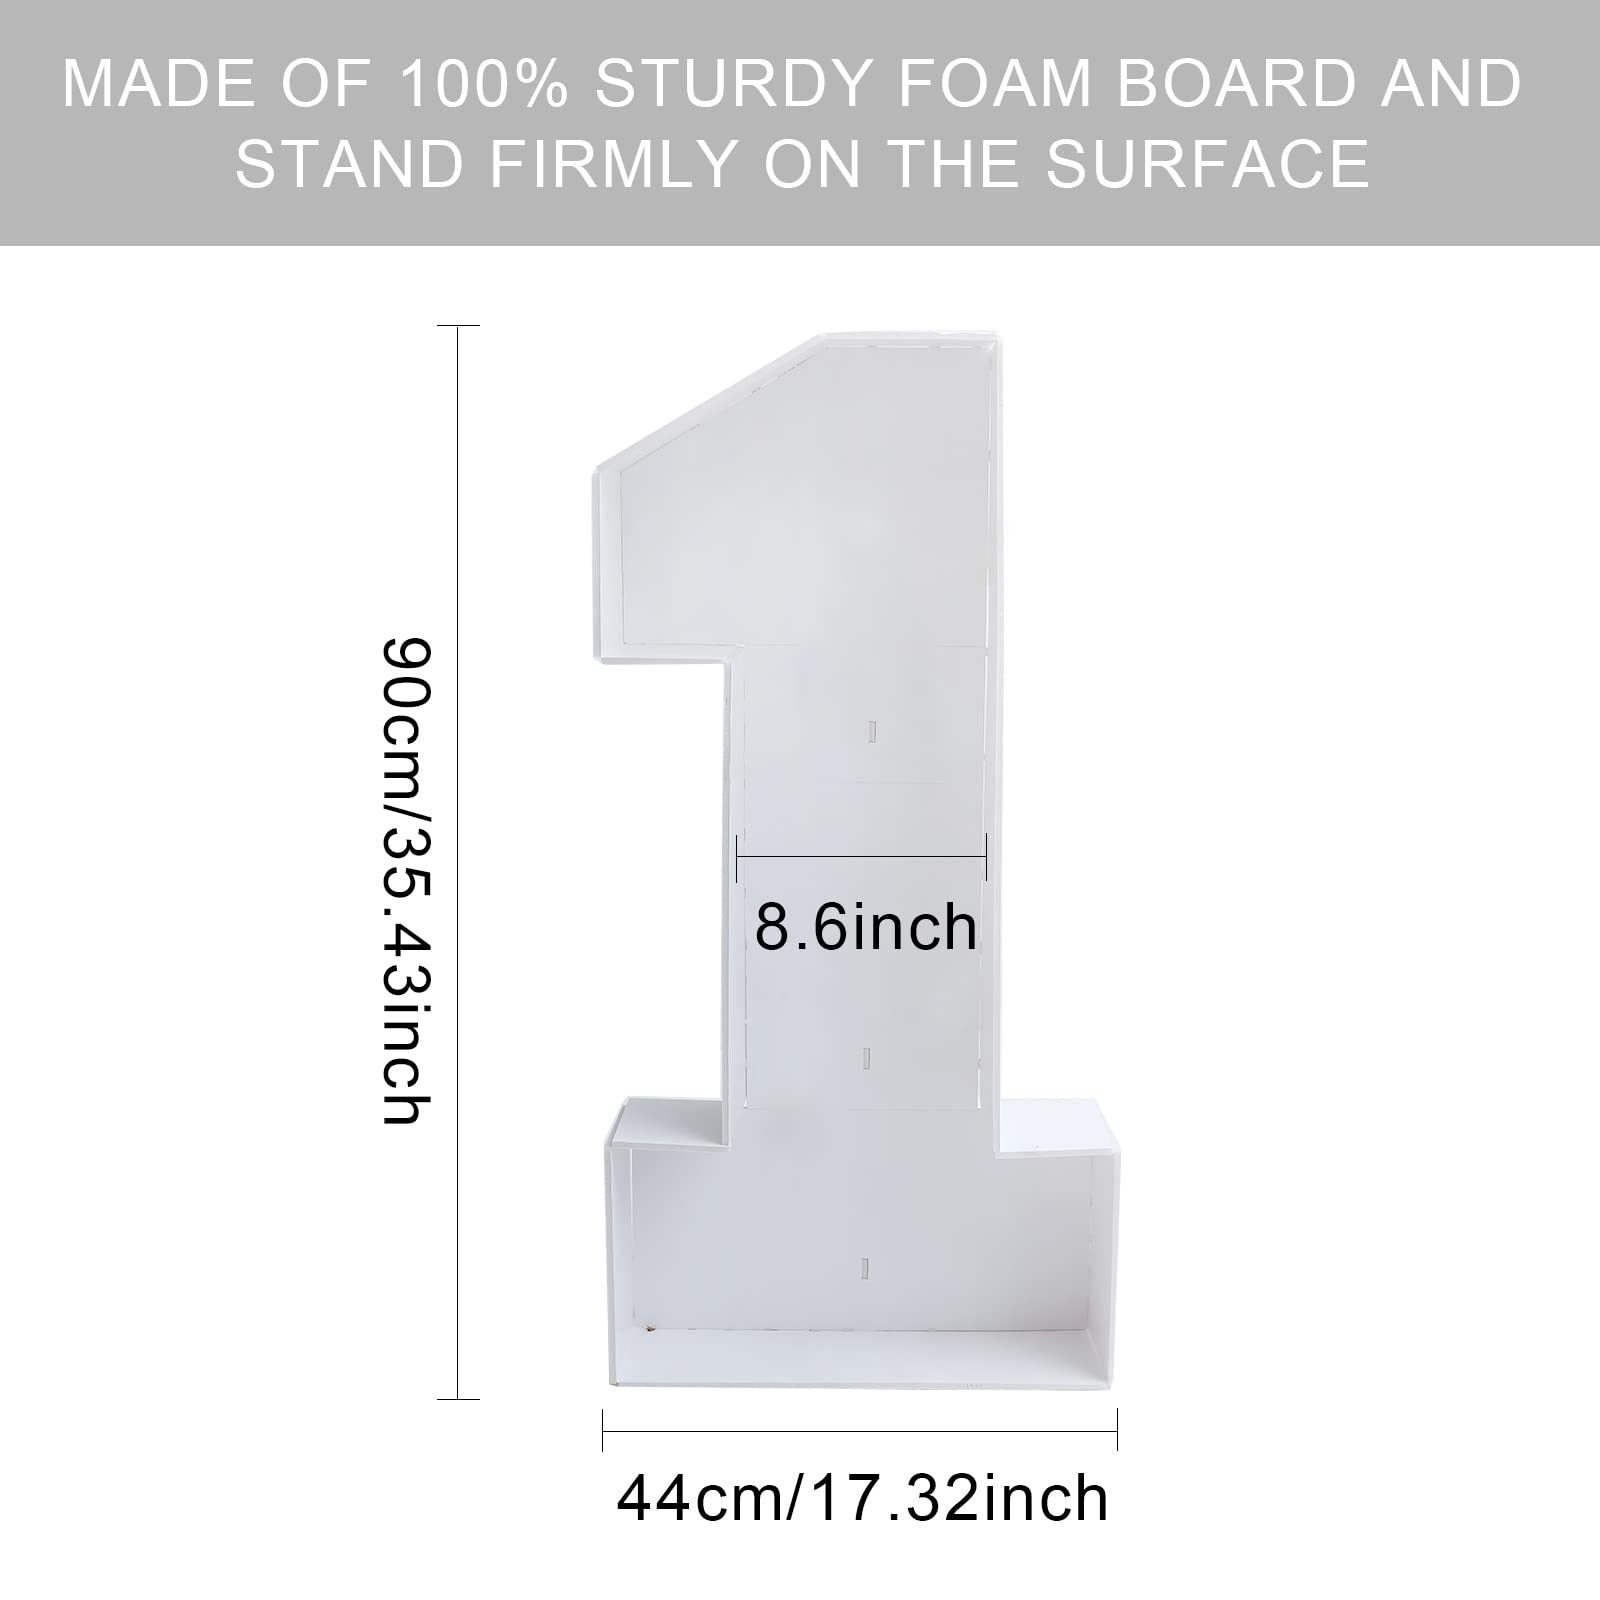 MADE OF 100% STURDY FOAM BOARD AND
STAND FIRMLY ON THE SURFACE
90cm/35.43inch
8.6inch
44cm/17.32inch